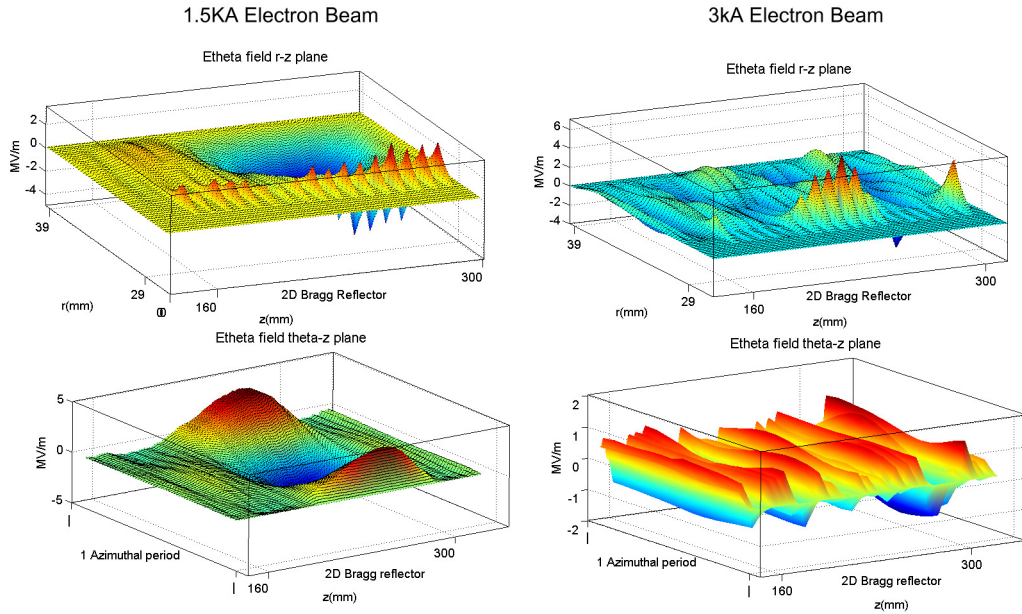 1.5KA Electron Beam
3kA Electron Beam
Etheta field r-z plane
2
0
-2
-4
MV/m
39
29
r(mm)
160
2D Bragg Reflector
300
z(mm)
Etheta field r-z plane
6
4
2
0
-2
-4
MV/m
39
29
r(mm)
160
2D Bragg Reflector
300
z(mm)
Etheta field theta-z plane
5
0
-5
MV/m
1 Azimuthal period
160
2D Bragg reflector
300
z(mm)
Etheta field theta-z plane
2
1
0
-1
-2
MV/m
1 Azimuthal period
160
2D Bragg reflector
300
z(mm)